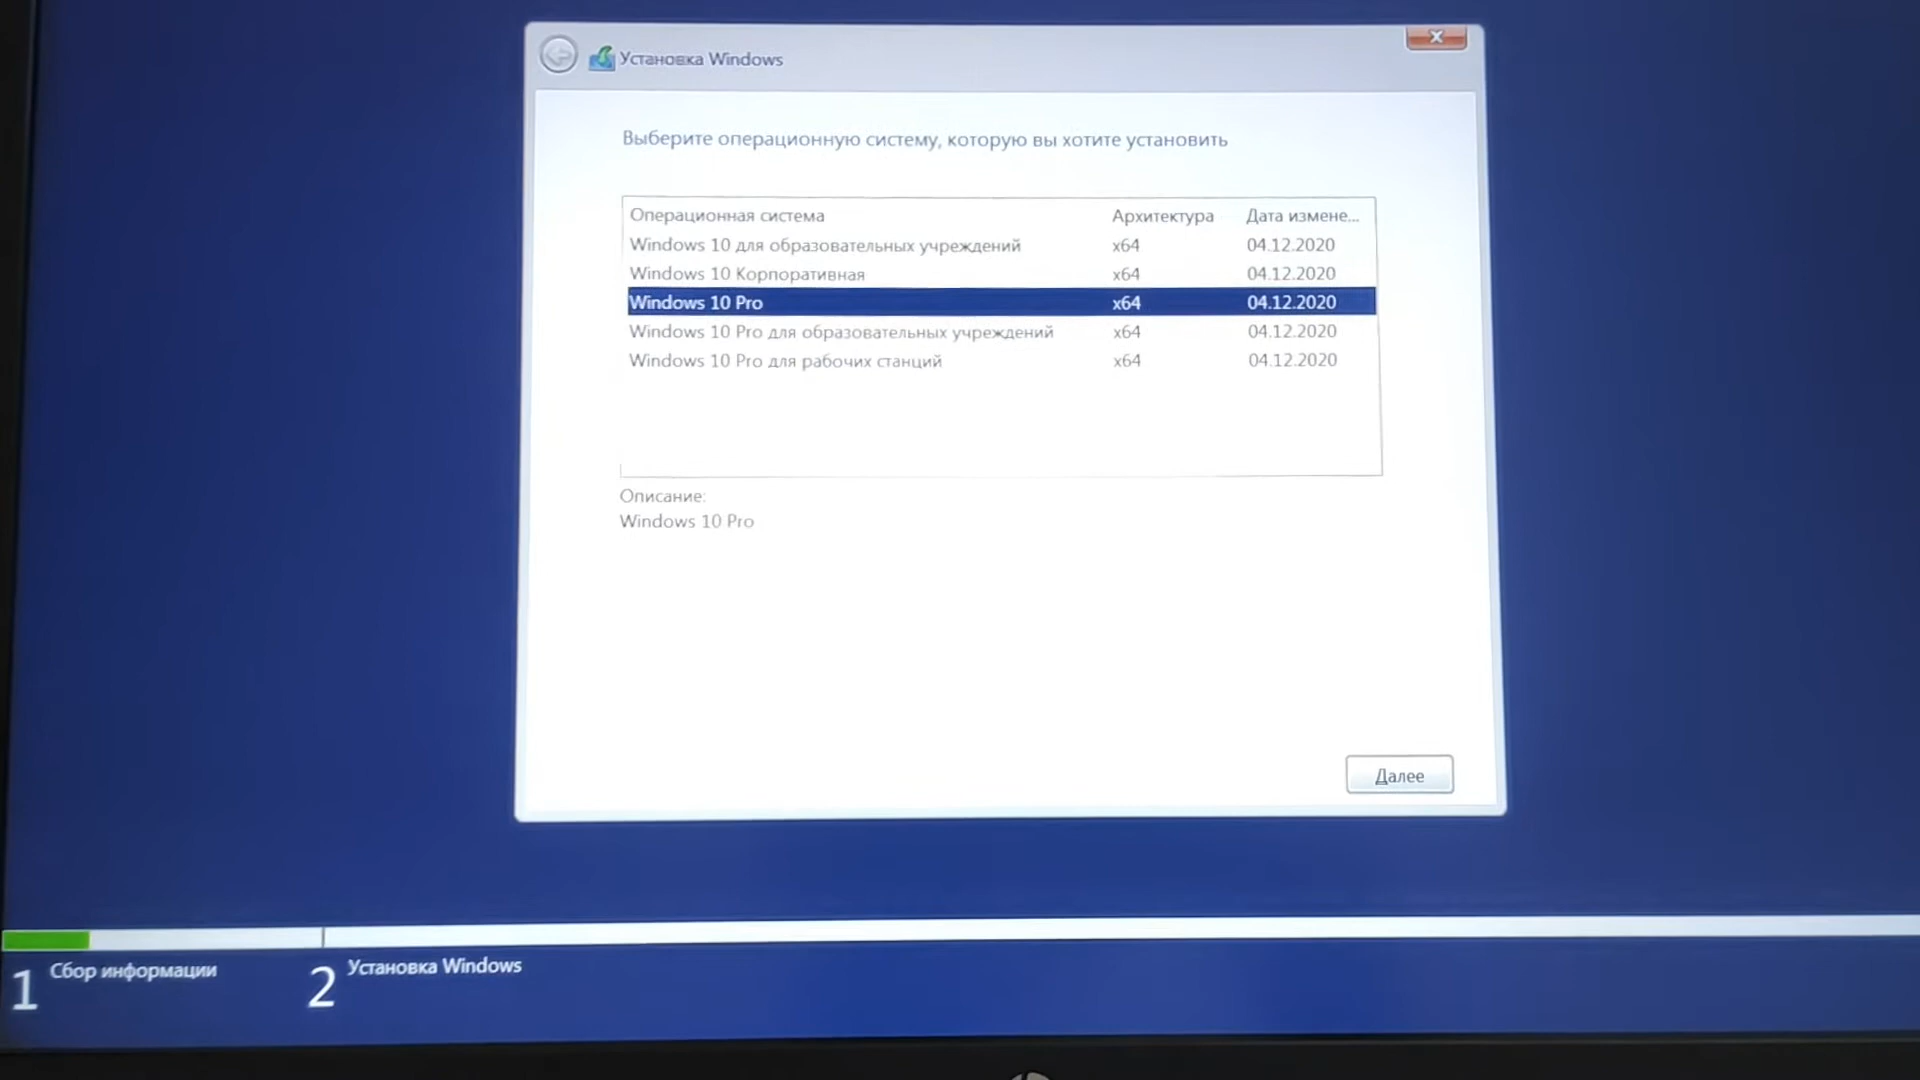 Установка Windows
Выберите операционную систему, которую вы хотите установить
Операционная система Архитектура Дата измене...
Windows 10 для образовательных учреждений x64 04.12.2020
Windows 10 Корпоративная x64 04.12.2020
Windows 10 Pro x64 04.12.2020
Windows 10 Pro для образовательных учреждений x64 04.12.2020
Windows 10 Pro для рабочих станций x64 04.12.2020
Описание:
Windows 10 Pro
Далее
1 Сбор информации 2 Установка Windows